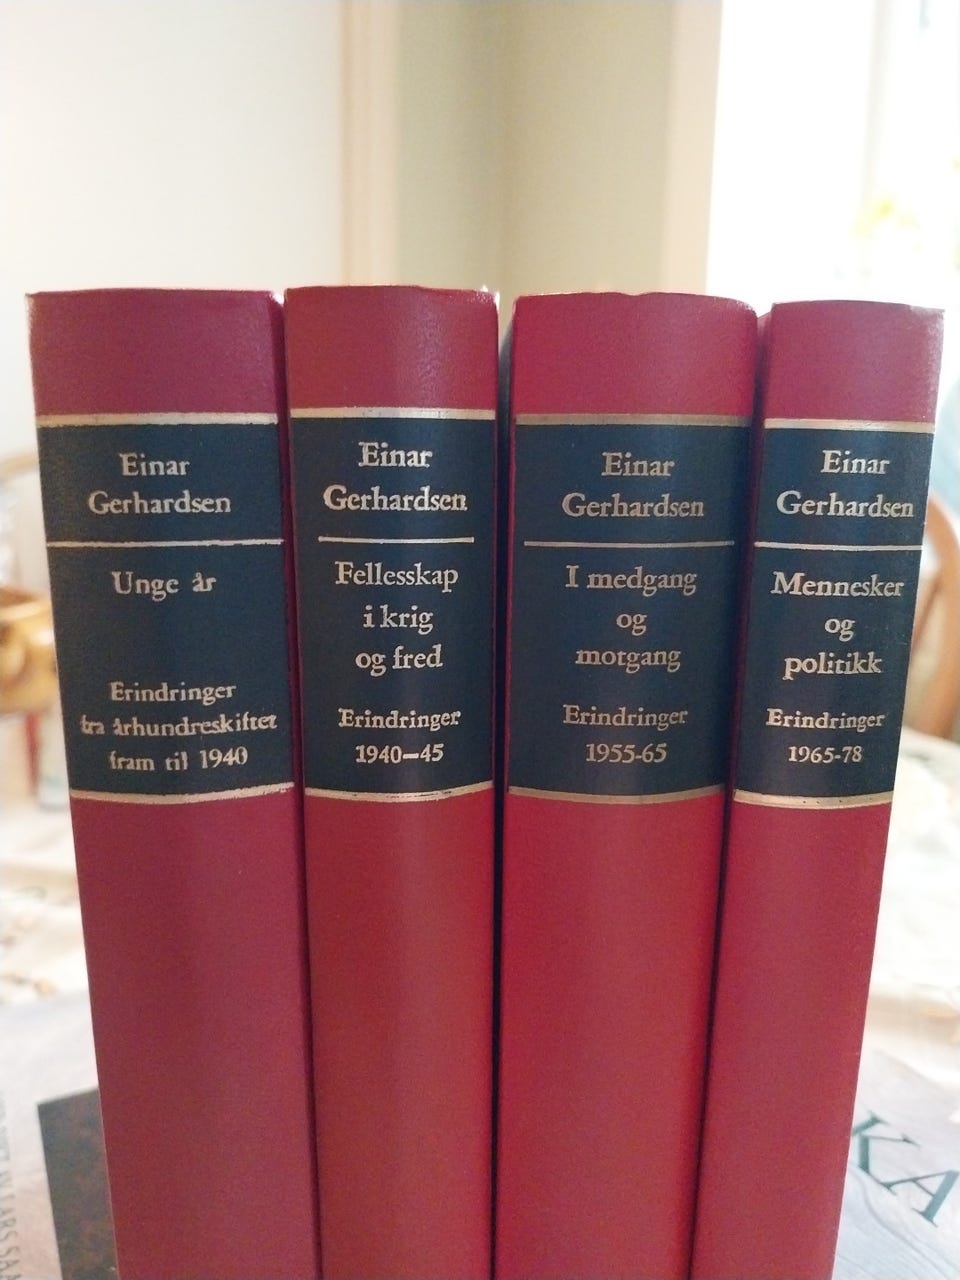 Einar
Gerhardsen
Unge år
Erindringer
fra århundreskiftet
fram til 1940
Einar
Gerhardsen
Fellesskap
i krig
og fred
Erindringer
1940–45
Einar
Gerhardsen
I medgang
og
motgang
Erindringer
1955-65
Einar
Gerhardsen
Mennesker
og
politikk
Erindringer
1965-78
KA